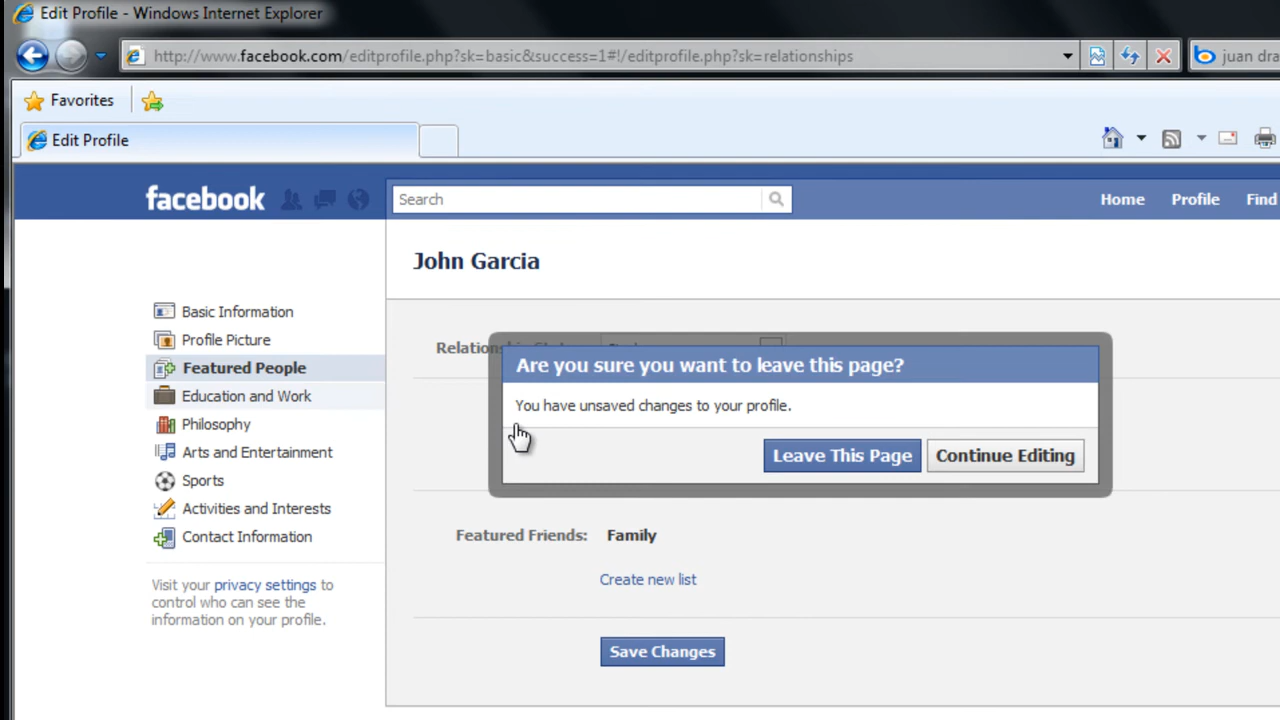 Edit Profile - Windows Internet Explorer
http://www.facebook.com/editprofile.php?sk=basic&success=1#!/editprofile.php?sk=relationships
juan dra
Favorites
Edit Profile
facebook
Search
Home Profile Find
John Garcia
Basic Information
Profile Picture
Featured People
Education and Work
Philosophy
Arts and Entertainment
Sports
Activities and Interests
Contact Information
Visit your privacy settings to
control who can see the
information on your profile.
Are you sure you want to leave this page?
You have unsaved changes to your profile.
Leave This Page Continue Editing
Featured Friends: Family
Create new list
Save Changes